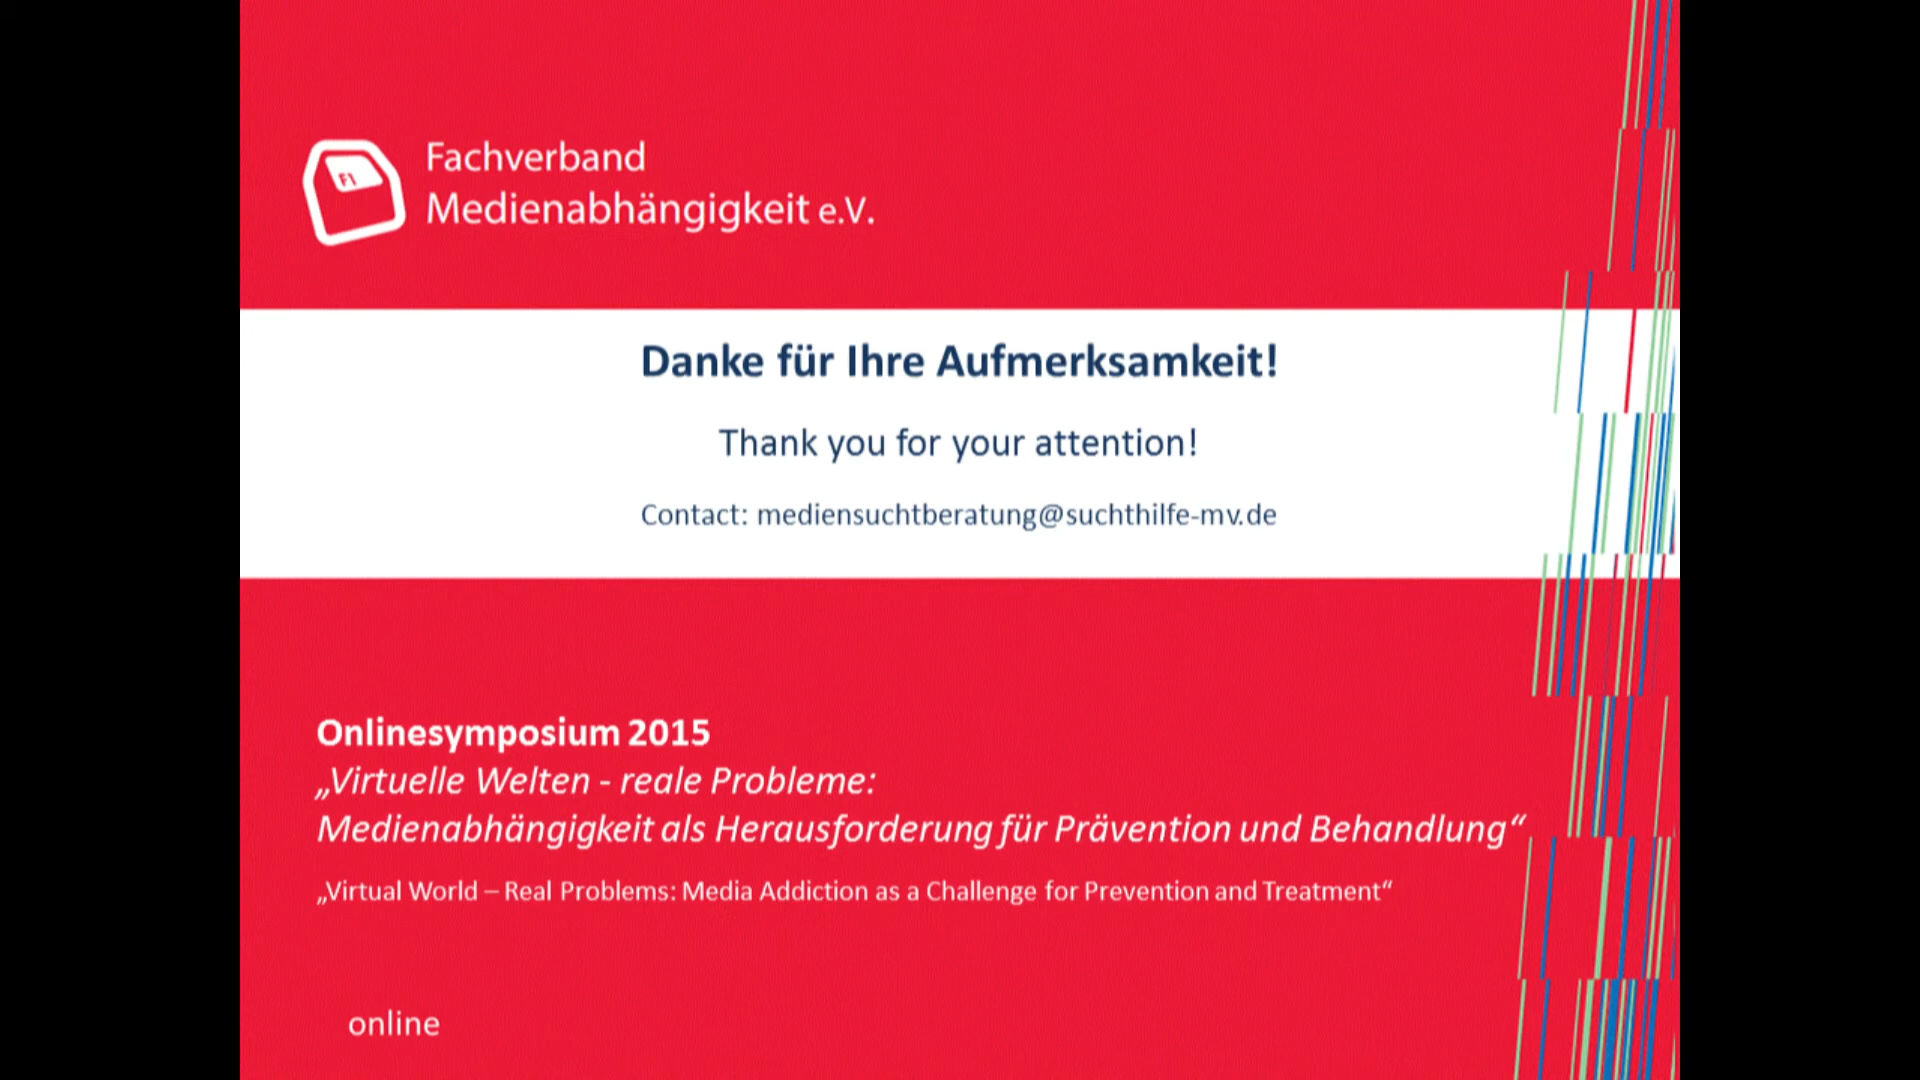 F1
Fachverband
Medienabhängigkeit e.V.
Danke für Ihre Aufmerksamkeit!
Thank you for your attention!
Contact: mediensuchtberatung@suchthilfe-mv.de
Onlinesymposium 2015
„Virtuelle Welten - reale Probleme:
Medienabhängigkeit als Herausforderung für Prävention und Behandlung“
„Virtual World – Real Problems: Media Addiction as a Challenge for Prevention and Treatment“
online